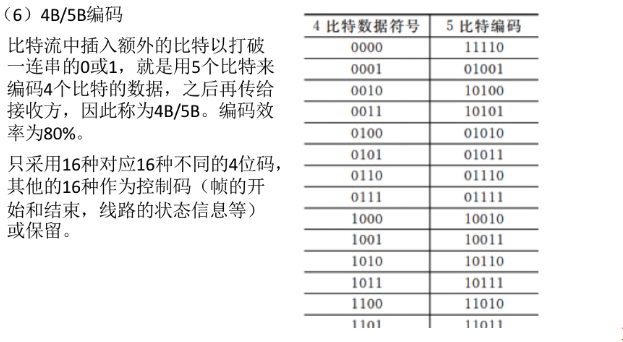 （6）4B/5B编码
比特流中插入额外的比特以打破
一连串的0或1，就是用5个比特来
编码4个比特的数据，之后再传给
接收方，因此称为4B/5B。编码效
率为80%。
只采用16种对应16种不同的4位码，
其他的16种作为控制码（帧的开
始和结束，线路的状态信息等）
或保留。
4 比特数据符号 5 比特编码
0000 11110
0001 01001
0010 10100
0011 10101
0100 01010
0101 01011
0110 01110
0111 01111
1000 10010
1001 10011
1010 10110
1011 10111
1100 11010
1101 11011